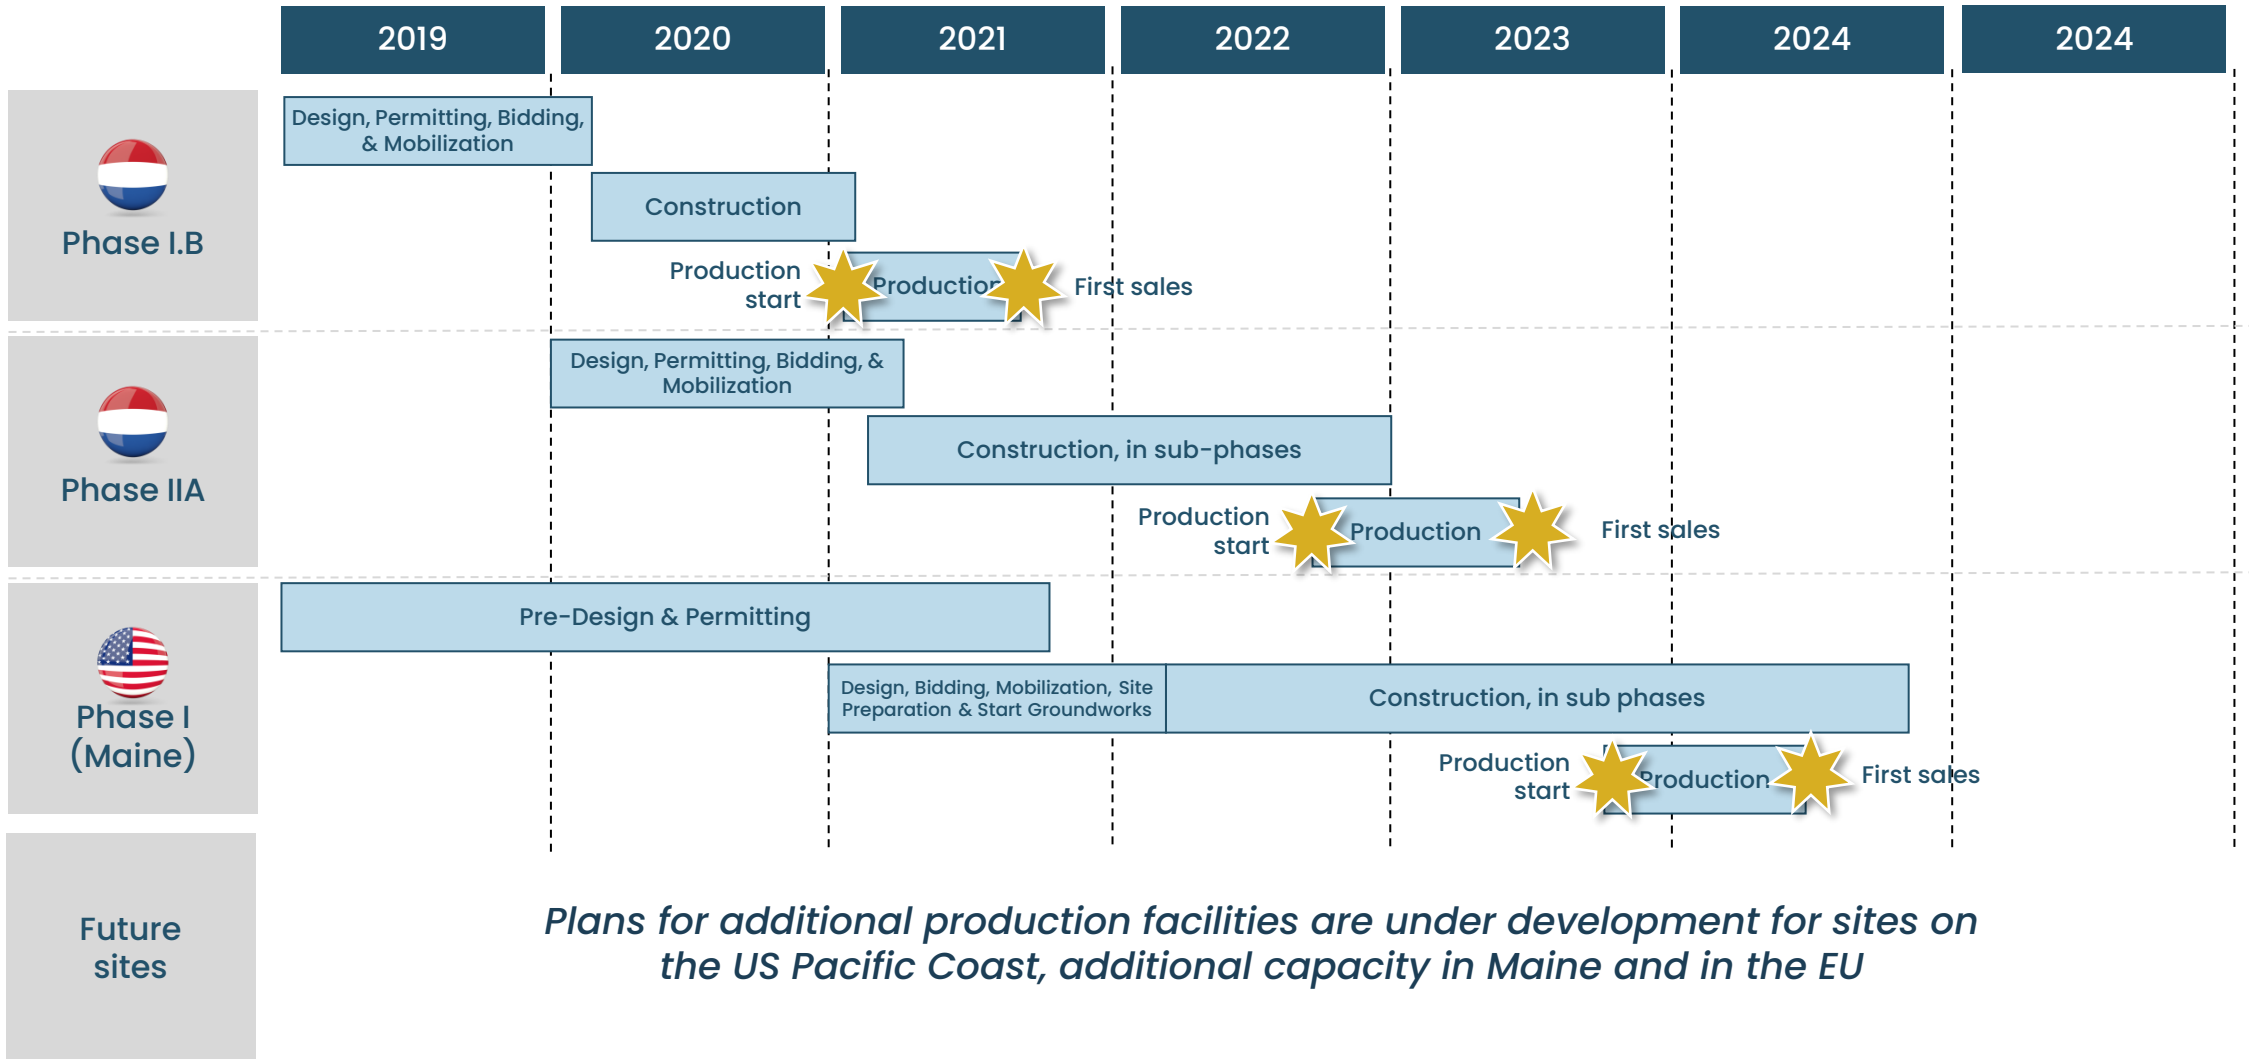 2019
2020
2021
2022
2023
2024
2024
Phase I.B
Design, Permitting, Bidding,
& Mobilization
Construction
Production
start
Production
First sales
Phase IIA
Design, Permitting, Bidding, &
Mobilization
Construction, in sub-phases
Production
start
Production
First sales
Phase I
(Maine)
Pre-Design & Permitting
Design, Bidding, Mobilization, Site
Preparation & Start Groundworks
Construction, in sub phases
Production
start
Production
First sales
Future
sites
Plans for additional production facilities are under development for sites on
the US Pacific Coast, additional capacity in Maine and in the EU